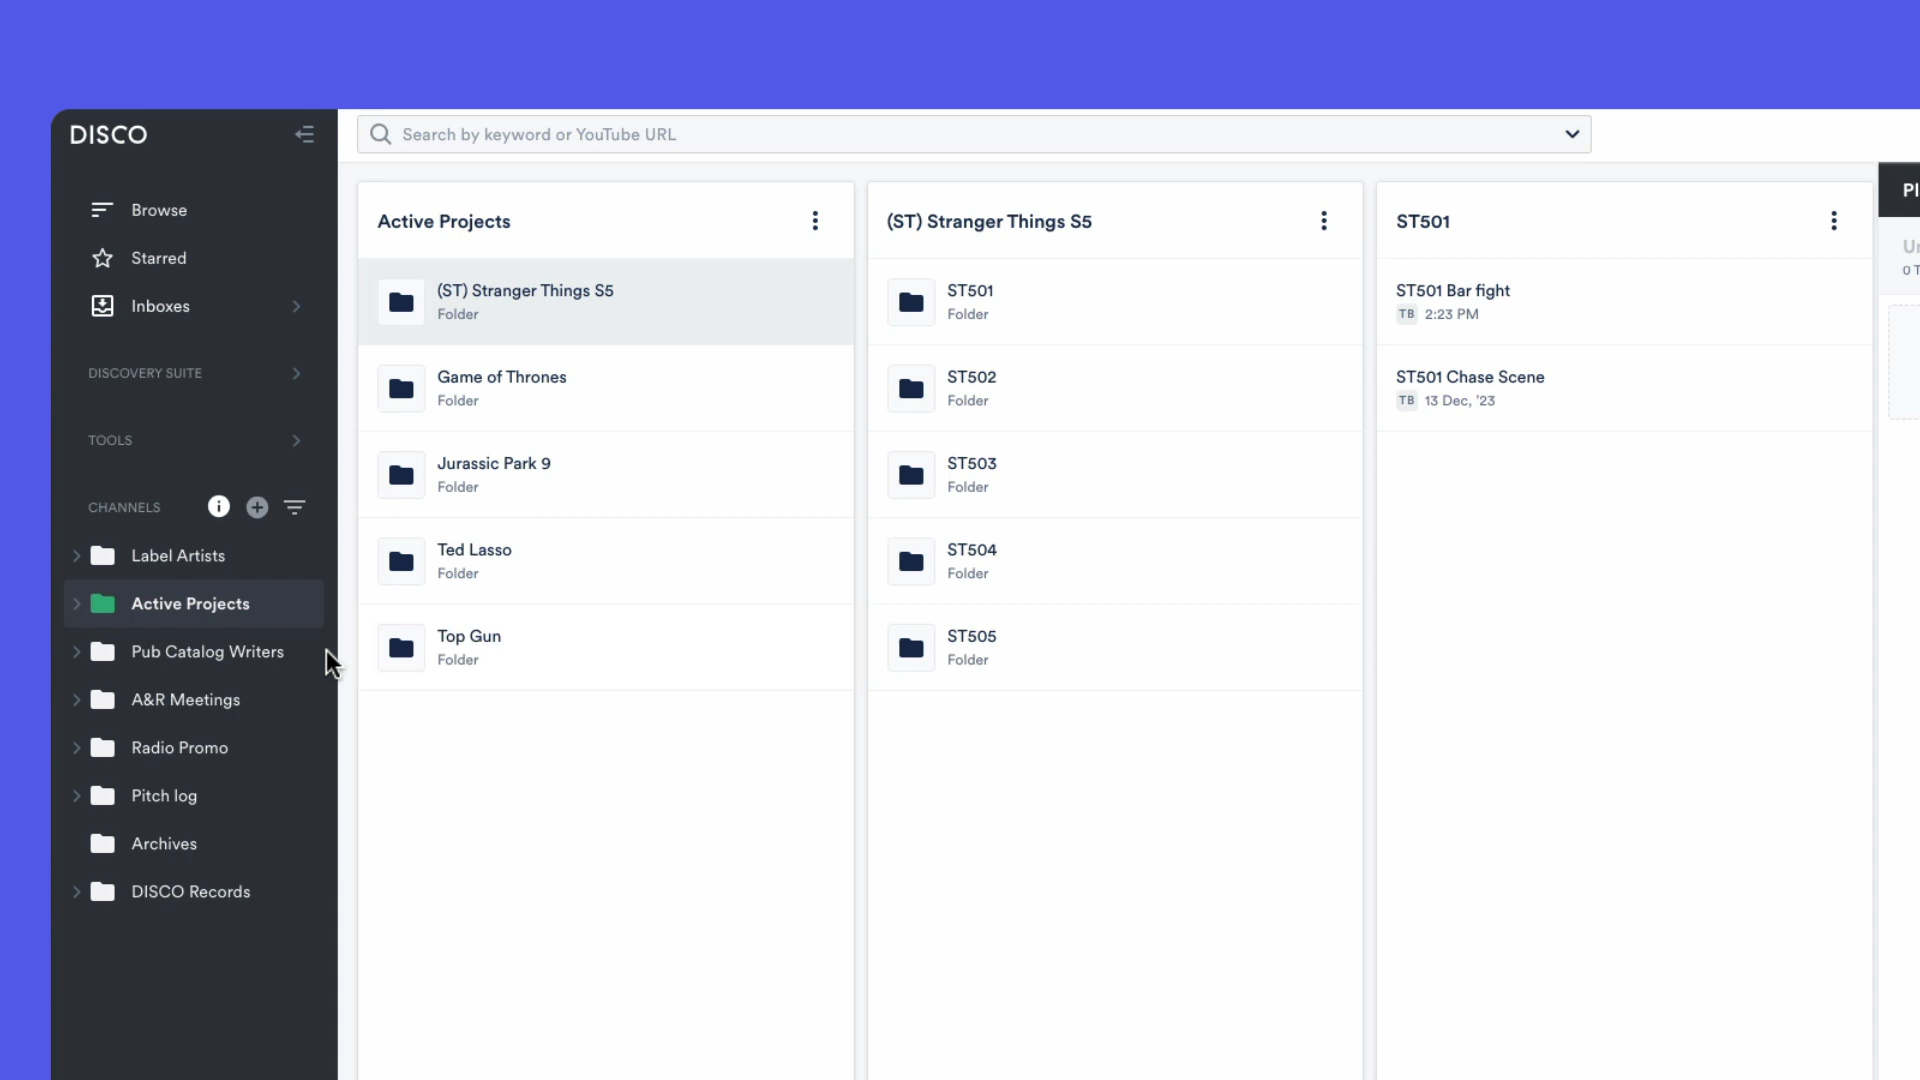 DISCO
Search by keyword or YouTube URL
Browse
Starred
Inboxes
DISCOVERY SUITE
TOOLS
CHANNELS
Label Artists
Active Projects
Pub Catalog Writers
A&R Meetings
Radio Promo
Pitch log
Archives
DISCO Records
Active Projects
(ST) Stranger Things S5
Folder
Game of Thrones
Folder
Jurassic Park 9
Folder
Ted Lasso
Folder
Top Gun
Folder
(ST) Stranger Things S5
ST501
Folder
ST502
Folder
ST503
Folder
ST504
Folder
ST505
Folder
ST501
ST501 Bar fight
TB 2:23 PM
ST501 Chase Scene
TB 13 Dec, '23